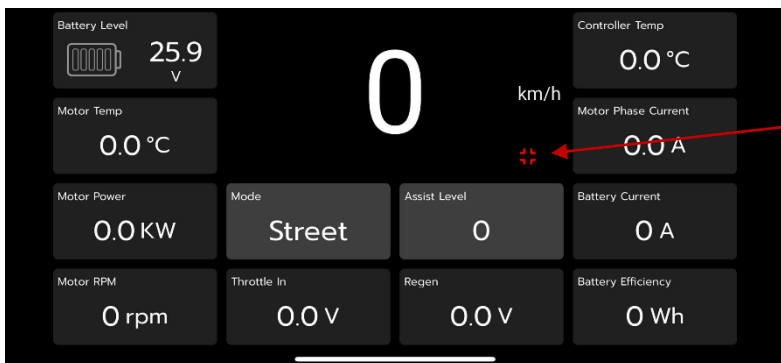 Battery Level
25.9
V
0
km/h
Controller Temp
0.0 °C
Motor Temp
0.0 °C
Motor Phase Current
0.0 A
Motor Power
0.0 KW
Mode
Street
Assist Level
0
Battery Current
0 A
Motor RPM
0 rpm
Throttle In
0.0 V
Regen
0.0 V
Battery Efficiency
0 Wh